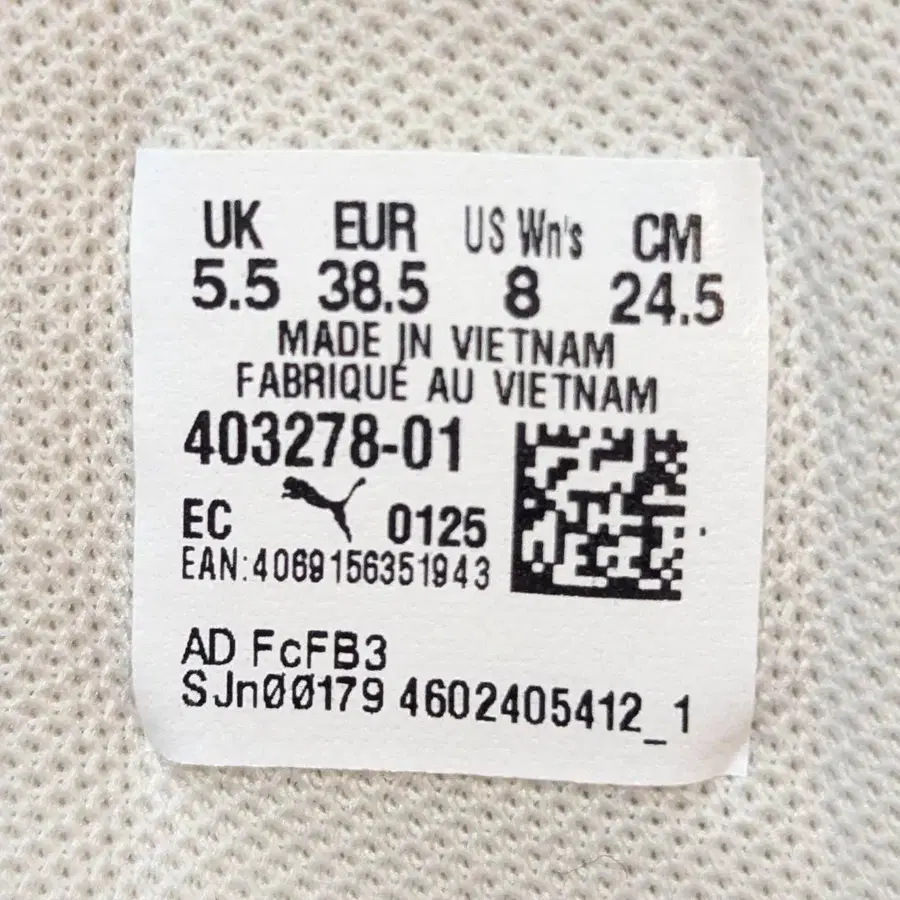 UK EUR US Wn's CM
5.5 38.5 8 24.5
MADE IN VIETNAM
FABRIQUÉ AU VIETNAM
403278-01
EC 0125
EAN:4069156351943
AD FcFB3
SJn00179 4602405412_1